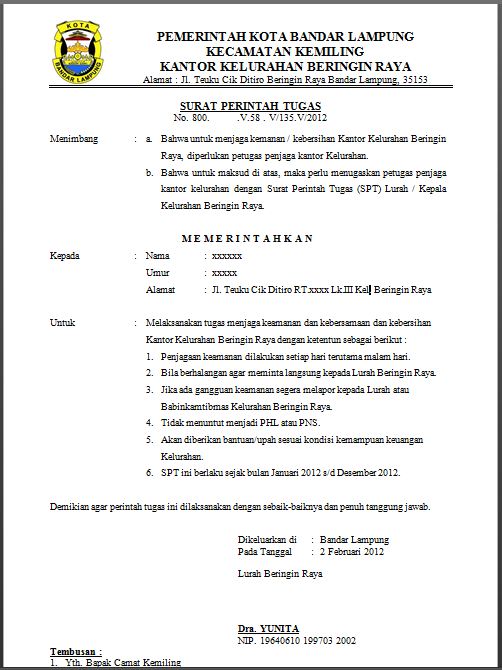 KOTA
BANDAR LAMPUNG
PEMERINTAH KOTA BANDAR LAMPUNG
KECAMATAN KEMILING
KANTOR KELURAHAN BERINGIN RAYA
Alamat : Jl. Teuku Cik Ditiro Beringin Raya Bandar Lampung, 35153
SURAT PERINTAH TUGAS
No. 800. .V.58 . V/135.V/2012
Menimbang : a. Bahwa untuk menjaga kemanan / kebersihan Kantor Kelurahan Beringin
Raya, diperlukan petugas penjaga kantor Kelurahan.
b. Bahwa untuk maksud di atas, maka perlu menugaskan petugas penjaga
kantor kelurahan dengan Surat Perintah Tugas (SPT) Lurah / Kepala
Kelurahan Beringin Raya.
M E M E R I N T A H K A N
Kepada : Nama : xxxxxx
Umur : xxxxx
Alamat : Jl. Teuku Cik Ditiro RT.xxxx Lk.III Kel Beringin Raya
Untuk : Melaksanakan tugas menjaga keamanan dan kebersamaan dan kebersihan
Kantor Kelurahan Beringin Raya dengan ketentun sebagai berikut :
1. Penjagaan keamanan dilakukan setiap hari terutama malam hari.
2. Bila berhalangan agar meminta langsung kepada Lurah Beringin Raya.
3. Jika ada gangguan keamanan segera melapor kepada Lurah atau
Babinkamtibmas Kelurahan Beringin Raya.
4. Tidak menuntut menjadi PHL atau PNS.
5. Akan diberikan bantuan/upah sesuai kondisi kemampuan keuangan
Kelurahan.
6. SPT ini berlaku sejak bulan Januari 2012 s/d Desember 2012.
Demikian agar perintah tugas ini dilaksanakan dengan sebaik-baiknya dan penuh tanggung jawab.
Dikeluarkan di : Bandar Lampung
Pada Tanggal : 2 Februari 2012
Lurah Beringin Raya
Dra. YUNITA
NIP. 19640610 199703 2002
Tembusan :
1. Yth. Bapak Camat Kemiling